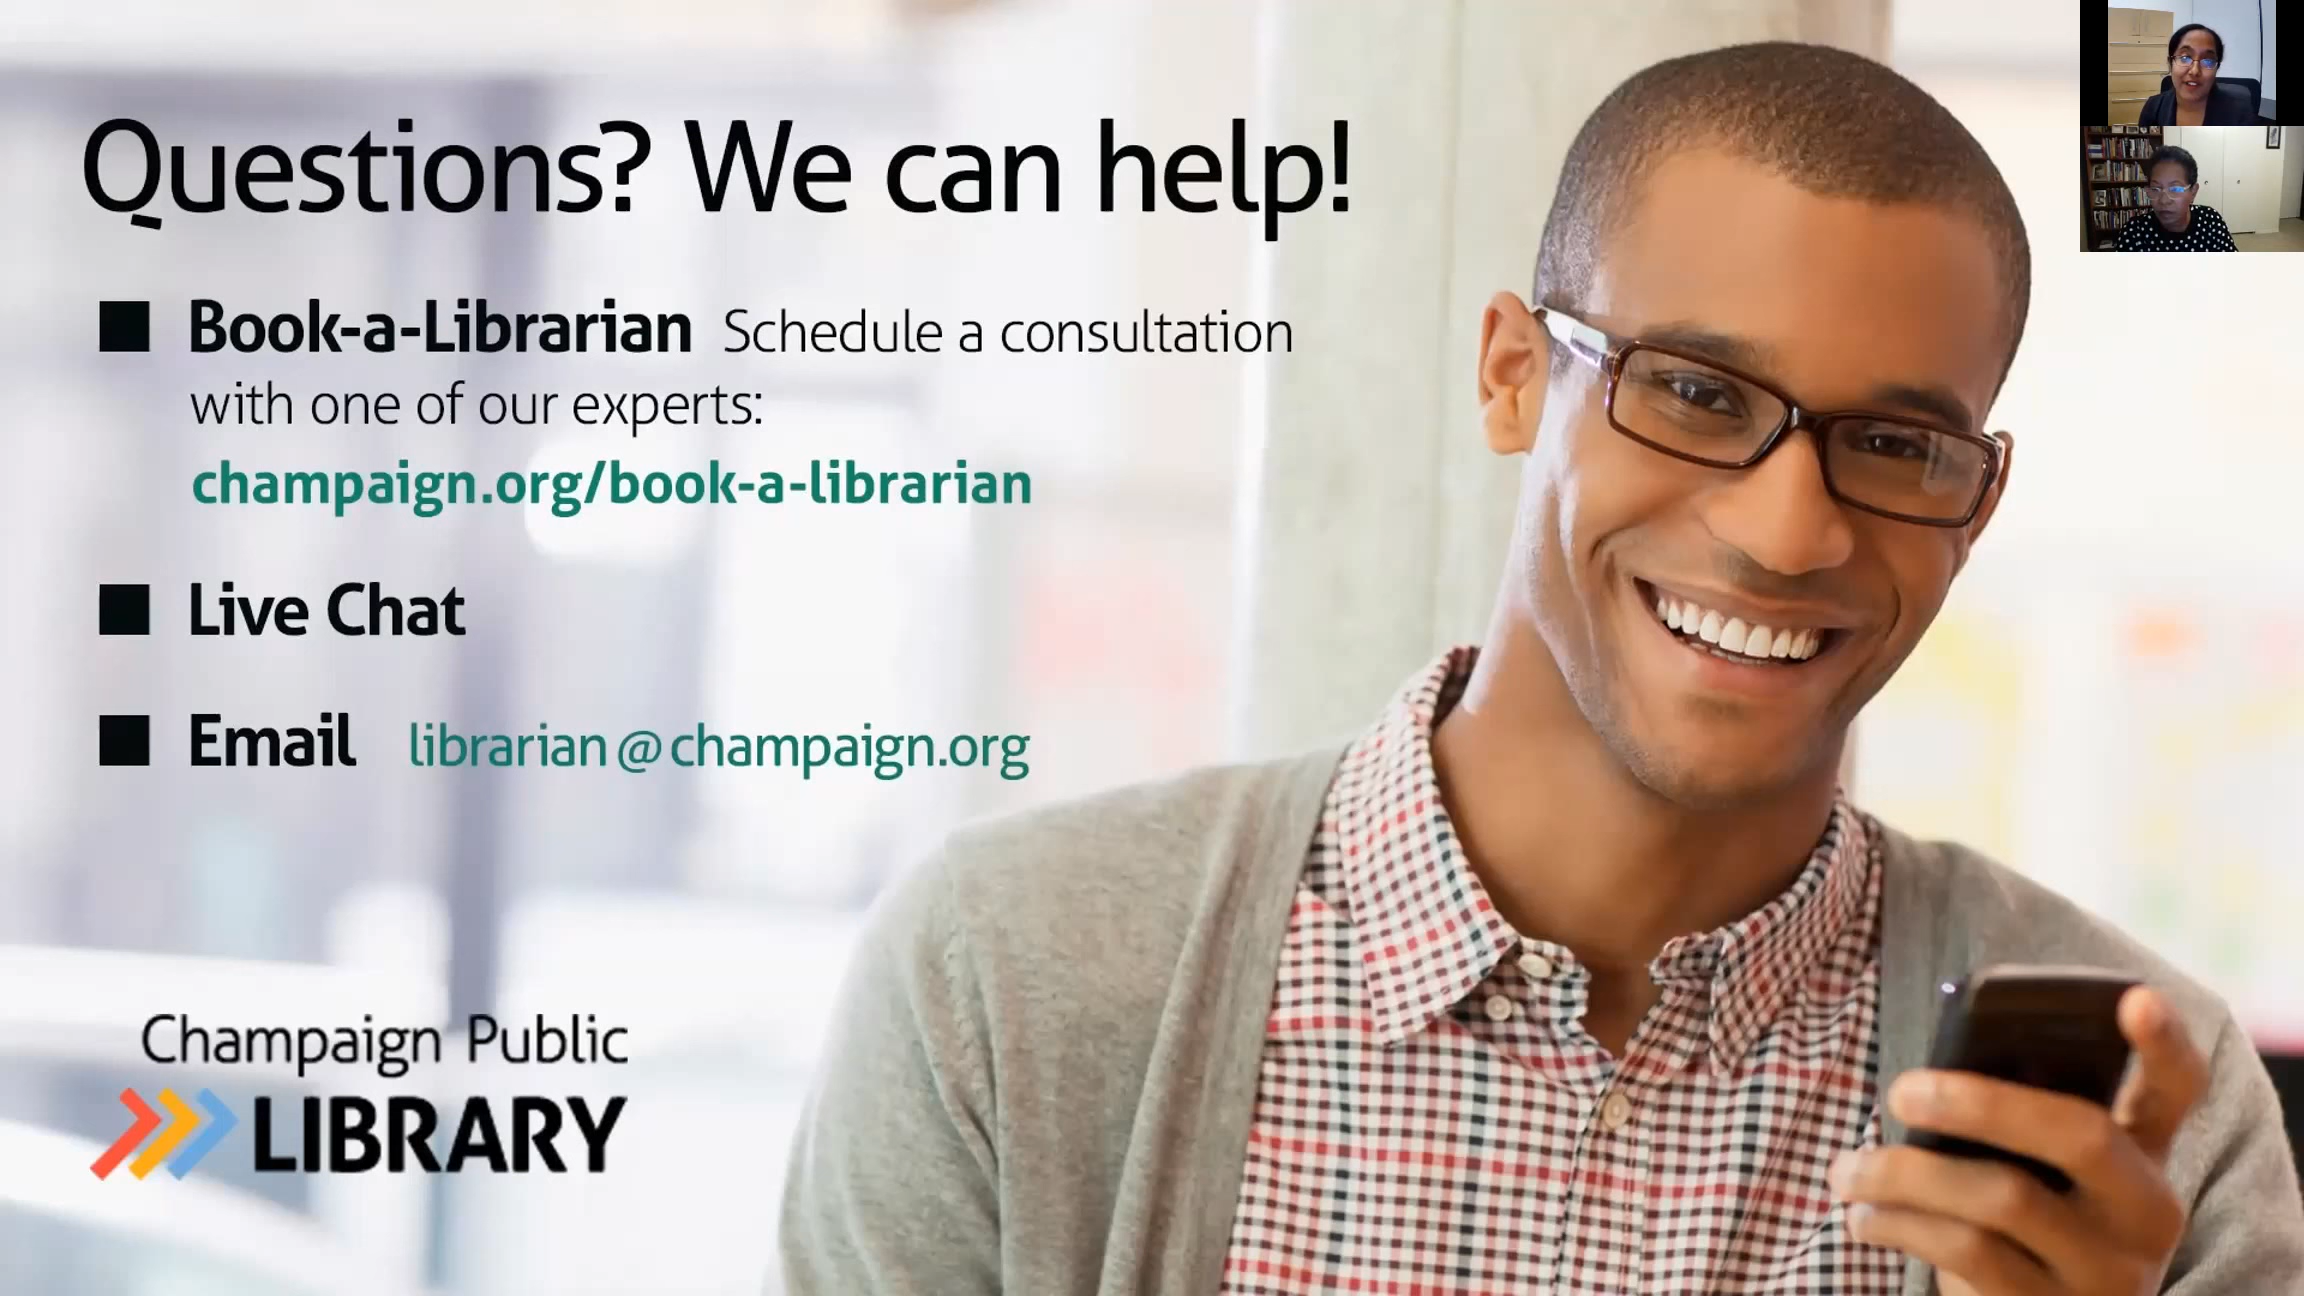 Questions? We can help!
Book-a-Librarian Schedule a consultation
with one of our experts:
champaign.org/book-a-librarian
Live Chat
Email librarian@champaign.org
Champaign Public
LIBRARY